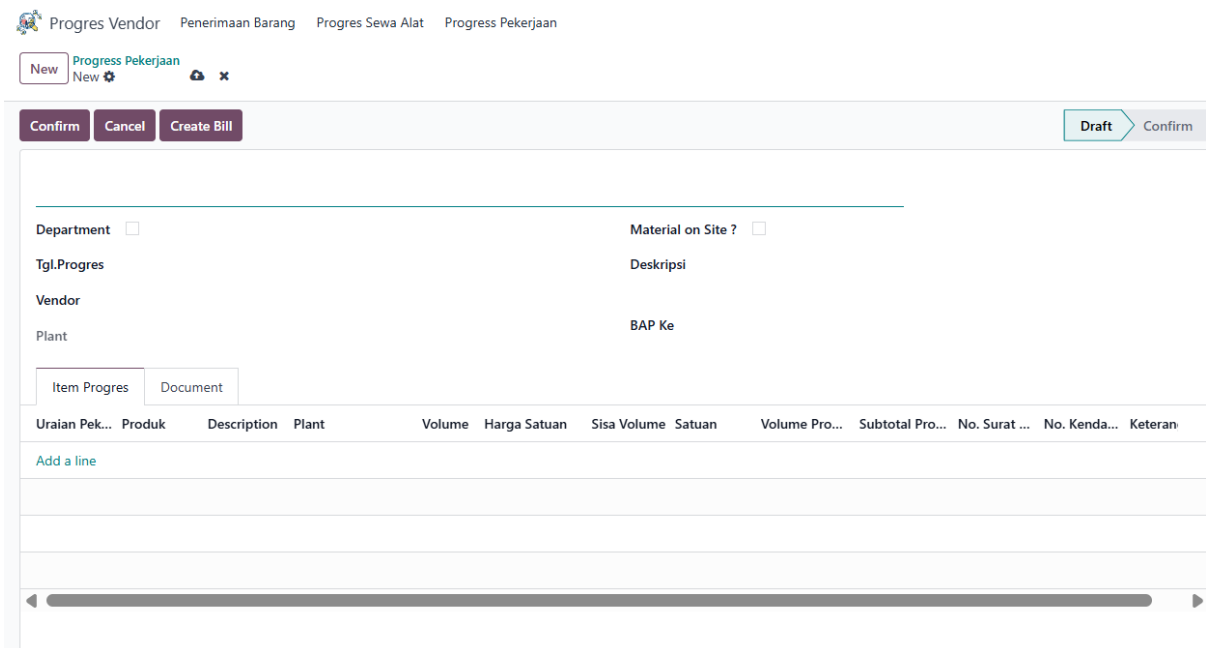 Progres Vendor Penerimaan Barang Progres Sewa Alat Progress Pekerjaan
New Progress Pekerjaan
New
Confirm Cancel Create Bill Draft Confirm
Department Material on Site ?
Tgl.Progres Deskripsi
Vendor
BAP Ke
Plant
Item Progres Document
Uraian Pek... Produk Description Plant Volume Harga Satuan Sisa Volume Satuan Volume Pro... Subtotal Pro... No. Surat ... No. Kenda... Keteran
Add a line